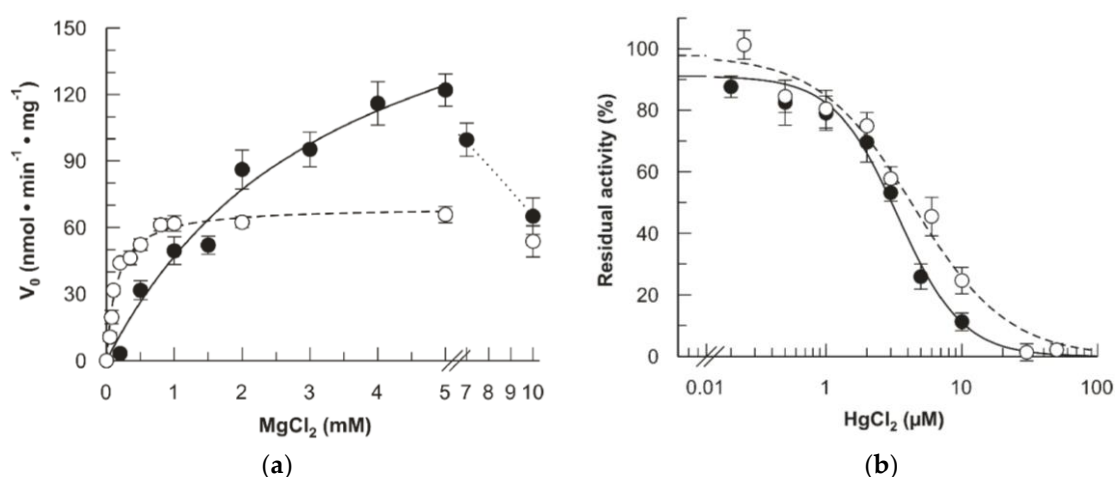 150
120
90
60
30
0
V₀ (nmol • min⁻¹ • mg⁻¹)
0 1 2 3 4 5 7 8 9 10
MgCl₂ (mM)
(a)
100
80
60
40
20
0
Residual activity (%)
0.01 1 10 100
HgCl₂ (µM)
(b)